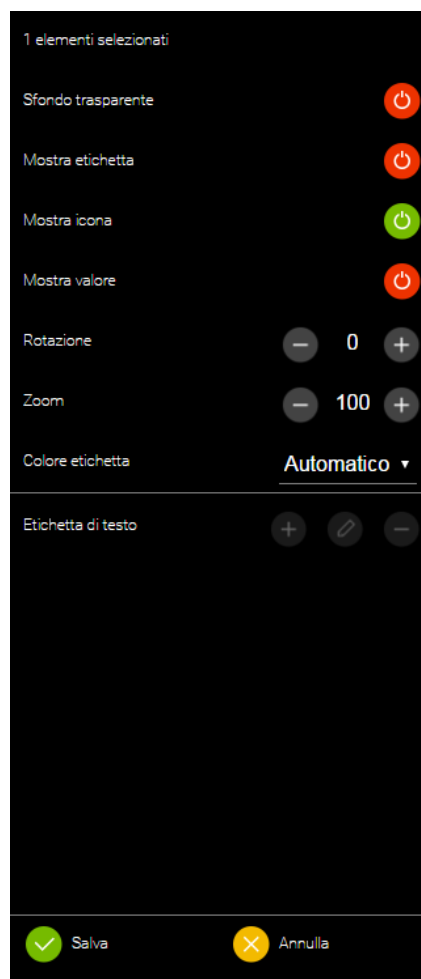 1 elementi selezionati
Sfondo trasparente
Mostra etichetta
Mostra icona
Mostra valore
Rotazione 0
Zoom 100
Colore etichetta Automatico
Etichetta di testo
Salva Annulla